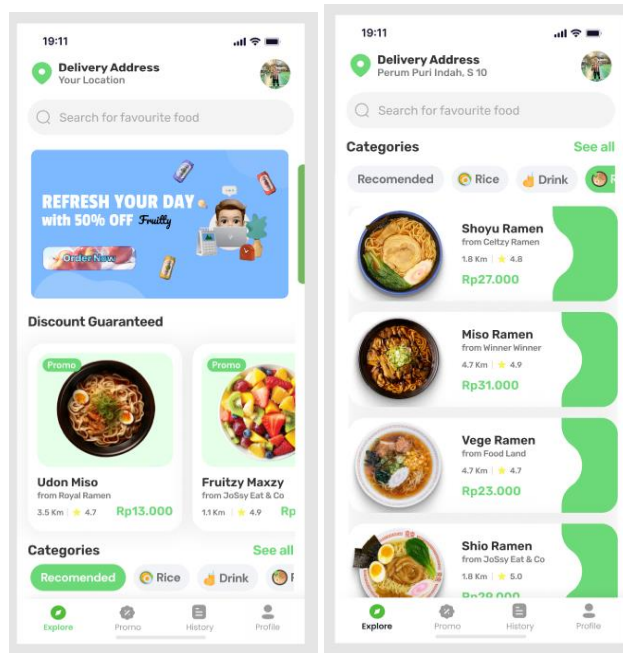 19:11
Delivery Address
Your Location
Search for favourite food
REFRESH YOUR DAY
with 50% OFF Fruitty
Order Now
Discount Guaranteed
Promo
Udon Miso
from Royal Ramen
3.5 Km 4.7 Rp13.000
Promo
Fruitzy Maxzy
from JoSsy Eat & Co
1.1 Km 4.9 Rp
Categories See all
Recomended Rice Drink
Explore Promo History Profile
19:11
Delivery Address
Perum Puri Indah, S 10
Search for favourite food
Categories See all
Recomended Rice Drink
Shoyu Ramen
from Celtzy Ramen
1.8 Km 4.8
Rp27.000
Miso Ramen
from Winner Winner
4.7 Km 4.9
Rp31.000
Vege Ramen
from Food Land
4.7 Km 4.7
Rp23.000
Shio Ramen
from JoSsy Eat & Co
1.8 Km 5.0
Rp29.000
Explore Promo History Profile